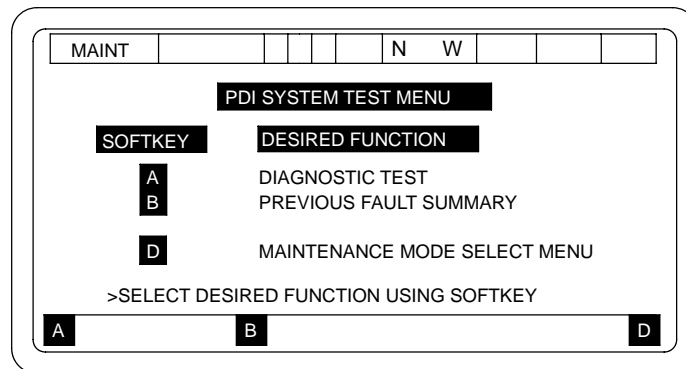 MAINT N W
PDI SYSTEM TEST MENU
SOFTKEY DESIRED FUNCTION
A DIAGNOSTIC TEST
B PREVIOUS FAULT SUMMARY
D MAINTENANCE MODE SELECT MENU
>SELECT DESIRED FUNCTION USING SOFTKEY
A B D